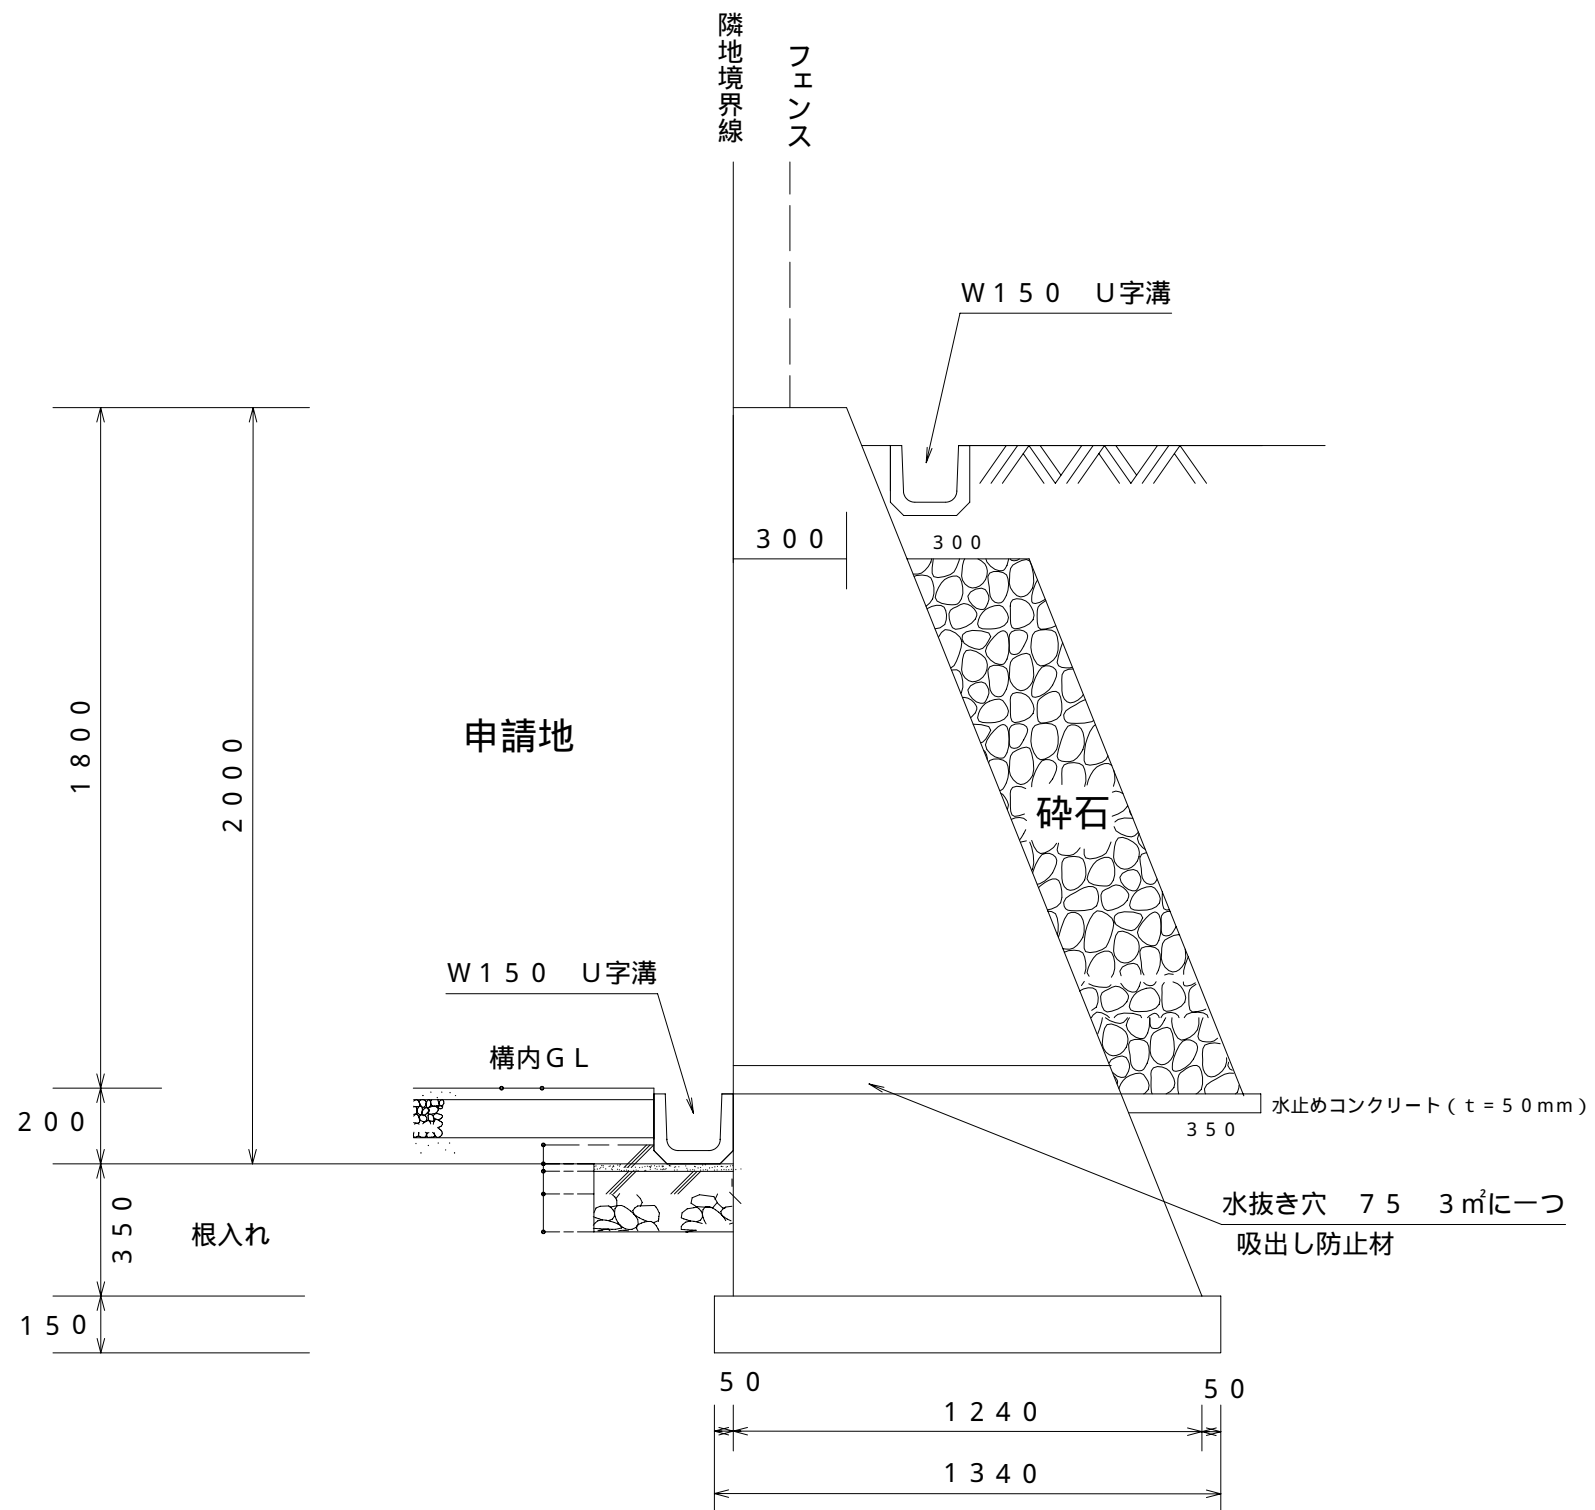 隣地境界線
フェンス
W150 U字溝
300
300
1800
2000
申請地
砕石
W150 U字溝
構内GL
水止めコンクリート(t=50mm)
200
350
350
根入れ
水抜き穴 75 3㎡に一つ
吸出し防止材
150
50
50
1240
1340